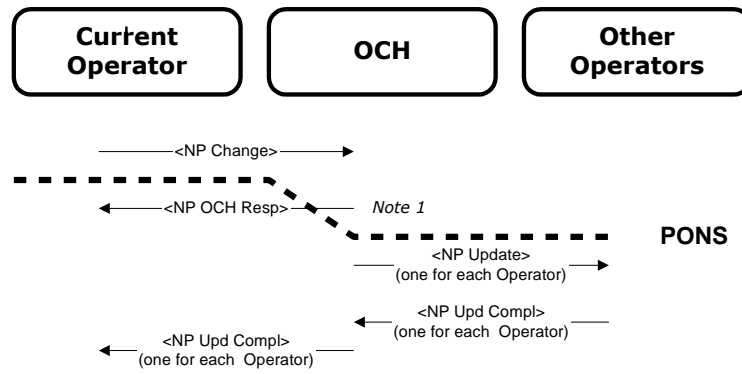 Current
Operator
OCH
Other
Operators
<NP Change>
<NP OCH Resp>
Note 1
PONS
<NP Update>
(one for each Operator)
<NP Upd Compl>
(one for each Operator)
<NP Upd Compl>
(one for each Operator)